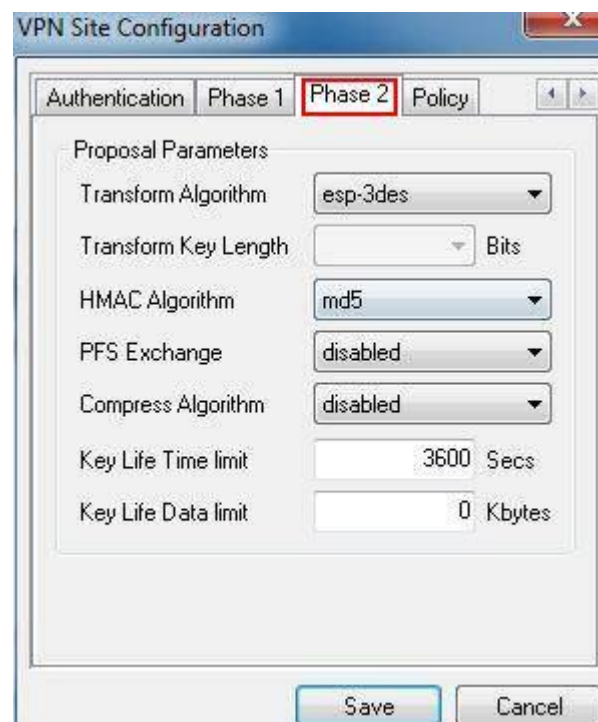 VPN Site Configuration
Authentication Phase 1 Phase 2 Policy
Proposal Parameters
Transform Algorithm esp-3des
Transform Key Length Bits
HMAC Algorithm md5
PFS Exchange disabled
Compress Algorithm disabled
Key Life Time limit 3600 Secs
Key Life Data limit 0 Kbytes
Save Cancel